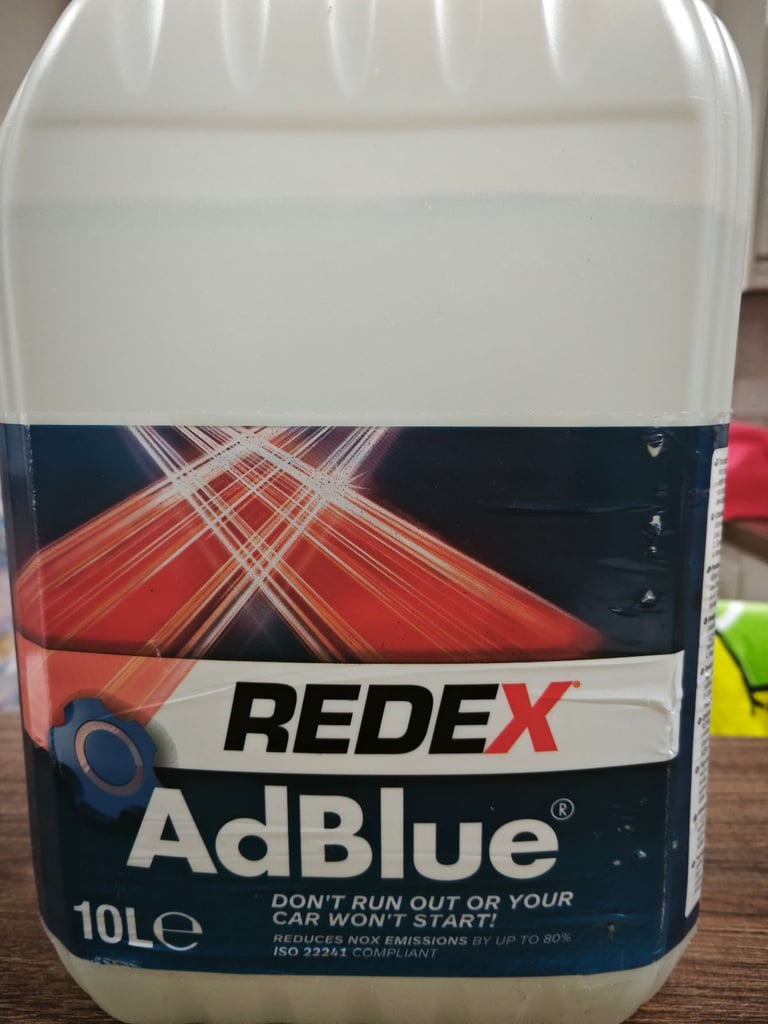 REDEX
AdBlue®
10L ℮
DON'T RUN OUT OR YOUR
CAR WON'T START!
REDUCES NOX EMISSIONS BY UP TO 80%
ISO 22241 COMPLIANT